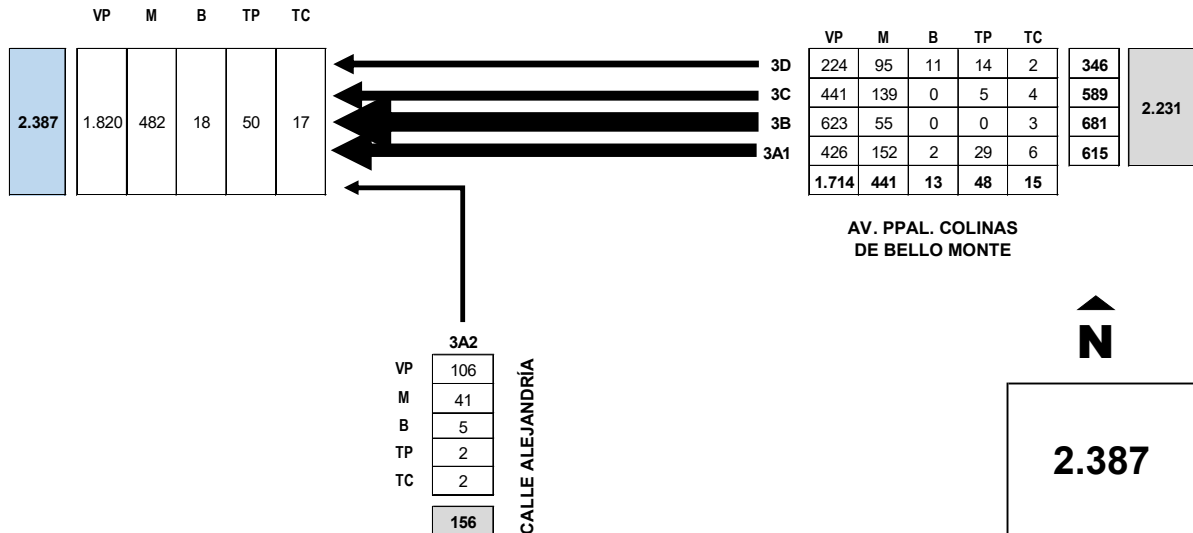 VP M B TP TC
2.387 1.820 482 18 50 17
VP M B TP TC
3D 224 95 11 14 2 346
3C 441 139 0 5 4 589
3B 623 55 0 0 3 681
3A1 426 152 2 29 6 615
2.231
1.714 441 13 48 15
AV. PPAL. COLINAS
DE BELLO MONTE
N
3A2
VP 106
M 41
B 5
TP 2
TC 2
156
CALLE ALEJANDRÍA
2.387